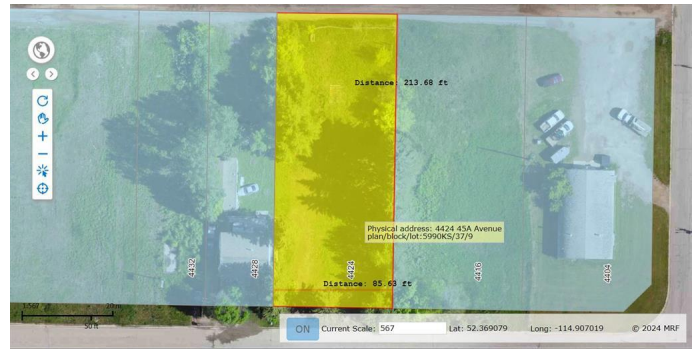 Distance: 213.68 ft
Physical address: 4424 45A Avenue
plan/block/lot:5990KS/37/9
4432
4428
4424
4416
4404
Distance: 85.63 ft
20m
50 ft
ON Current Scale: 567 Lat: 52.369079 Long: -114.907019 © 2024 MRF